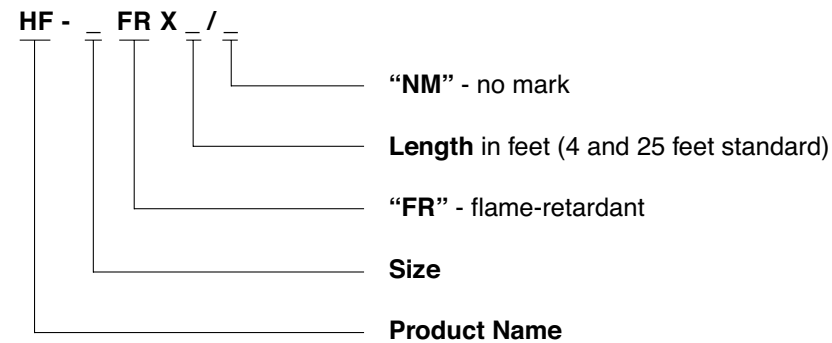 HF - _ FR X _ / _
“NM” - no mark
Length in feet (4 and 25 feet standard)
“FR” - flame-retardant
Size
Product Name